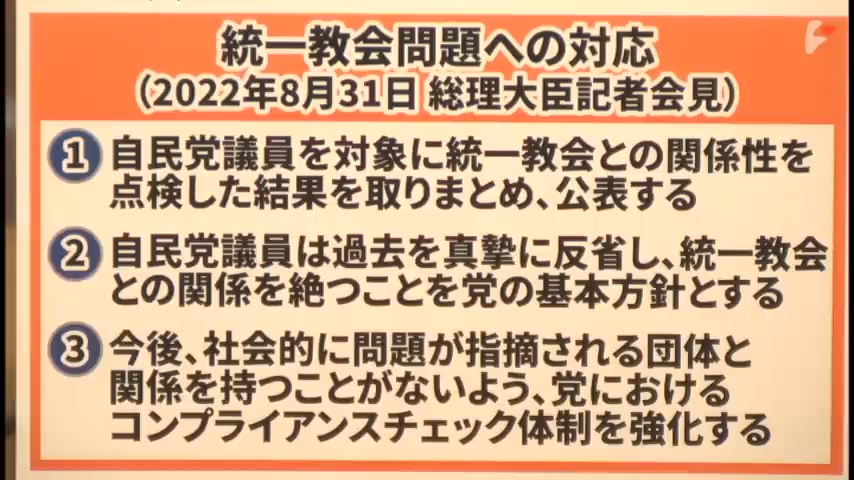 統一教会問題への対応
(2022年8月31日 総理大臣記者会見)
1 自民党議員を対象に統一教会との関係性を
点検した結果を取りまとめ、公表する
2 自民党議員は過去を真摯に反省し、統一教会
との関係を絶つことを党の基本方針とする
3 今後、社会的に問題が指摘される団体と
関係を持つことがないよう、党における
コンプライアンスチェック体制を強化する